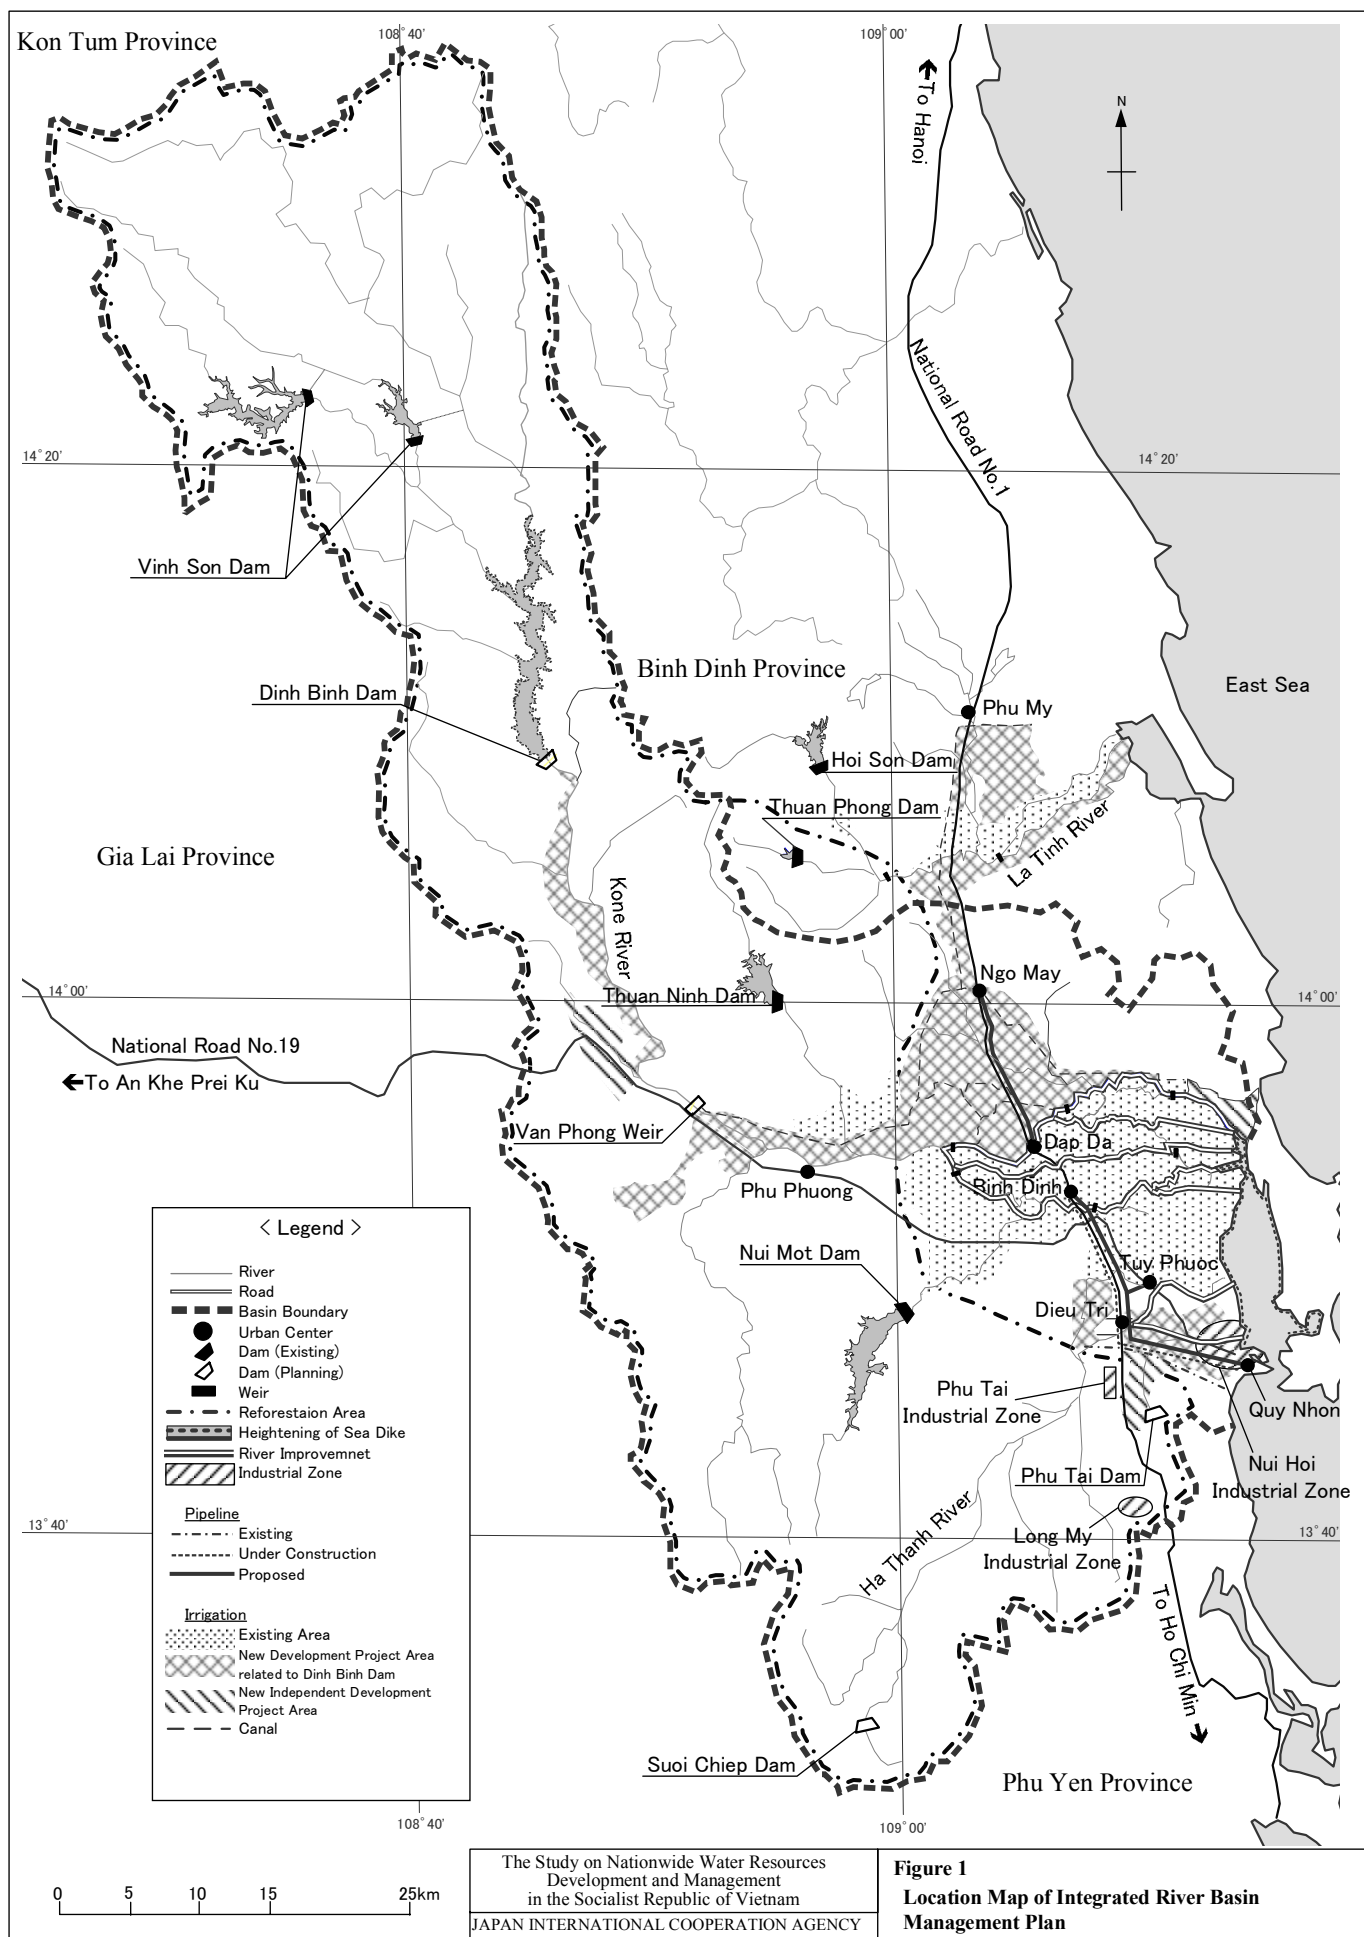 Kon Tum Province
108°40'
109°00'
To Hanoi
N
National Road No.1
14°20'
14°20'
Vinh Son Dam
Binh Dinh Province
East Sea
Dinh Binh Dam
Phu My
Hoi Son Dam
Thuan Phong Dam
La Tinh River
Gia Lai Province
Kone River
Ngo May
Thuan Ninh Dam
14°00'
14°00'
National Road No.19
To An Khe Prei Ku
Van Phong Weir
Dap Da
Phu Phuong
Binh Dinh
Nui Mot Dam
Tuy Phuoc
Dieu Tri
Phu Tai
Industrial Zone
Quy Nhon
Phu Tai Dam
Nui Hoi
Industrial Zone
Long My
Industrial Zone
Ha Thanh River
13°40'
13°40'
To Ho Chi Min
Suoi Chiep Dam
Phu Yen Province
< Legend >
River
Road
Basin Boundary
Urban Center
Dam (Existing)
Dam (Planning)
Weir
Reforestaion Area
Heightening of Sea Dike
River Improvemnet
Industrial Zone
Pipeline
Existing
Under Construction
Proposed
Irrigation
Existing Area
New Development Project Area
related to Dinh Binh Dam
New Independent Development
Project Area
Canal
108°40'
109°00'
0 5 10 15 25km
The Study on Nationwide Water Resources
Development and Management
in the Socialist Republic of Vietnam
JAPAN INTERNATIONAL COOPERATION AGENCY
Figure 1
Location Map of Integrated River Basin
Management Plan